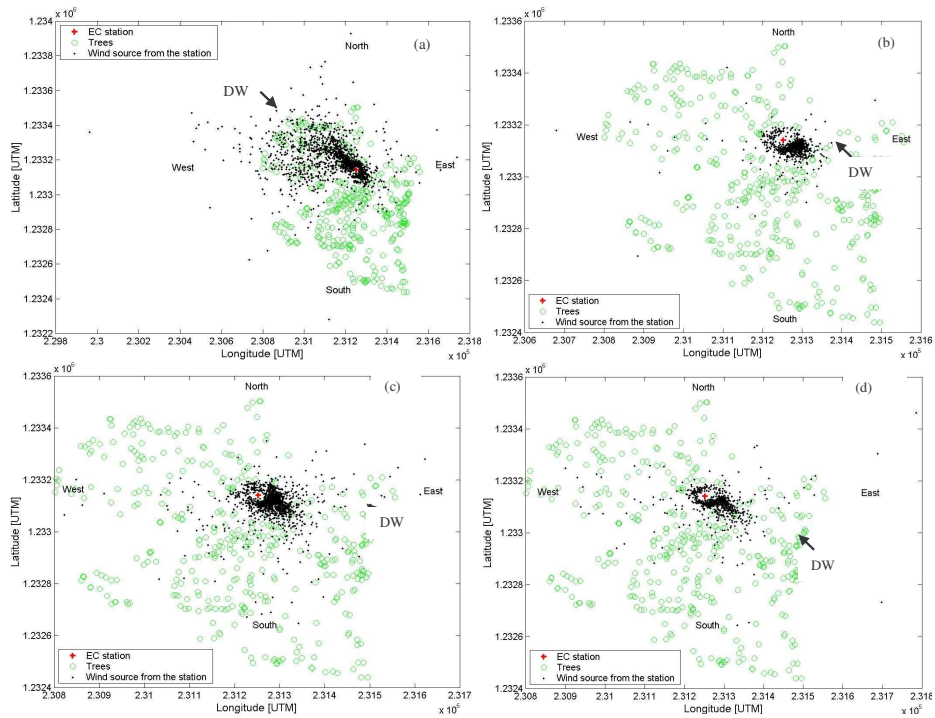 x 10^6
1.234
1.2338
1.2336
1.2334
1.2332
1.233
1.2328
1.2326
1.2324
1.2322
Latitude [UTM]
EC station
Trees
Wind source from the station
North
(a)
DW
West
East
South
2.298 2.3 2.302 2.304 2.306 2.308 2.31 2.312 2.314 2.316 2.318
Longitude [UTM]
x 10^5
x 10^6
1.2336
1.2334
1.2332
1.233
1.2328
1.2326
1.2324
Latitude [UTM]
North
(b)
West
East
DW
South
EC station
Trees
Wind source from the station
2.306 2.307 2.308 2.309 2.31 2.311 2.312 2.313 2.314 2.315 2.316
Longitude [UTM]
x 10^5
x 10^6
1.2336
1.2334
1.2332
1.233
1.2328
1.2326
1.2324
Latitude [UTM]
North
(c)
West
East
DW
South
EC station
Trees
Wind source from the station
2.308 2.309 2.31 2.311 2.312 2.313 2.314 2.315 2.316 2.317
Longitude [UTM]
x 10^5
x 10^6
1.2336
1.2334
1.2332
1.233
1.2328
1.2326
1.2324
Latitude [UTM]
North
(d)
West
East
DW
South
EC station
Trees
Wind source from the station
2.308 2.309 2.31 2.311 2.312 2.313 2.314 2.315 2.316 2.317 2.318
Longitude [UTM]
x 10^5